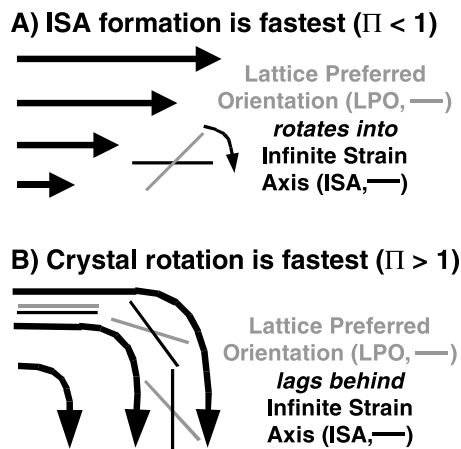 A) ISA formation is fastest (Π < 1)
Lattice Preferred
Orientation (LPO, —)
rotates into
Infinite Strain
Axis (ISA,—)
B) Crystal rotation is fastest (Π > 1)
Lattice Preferred
Orientation (LPO, —)
lags behind
Infinite Strain
Axis (ISA,—)